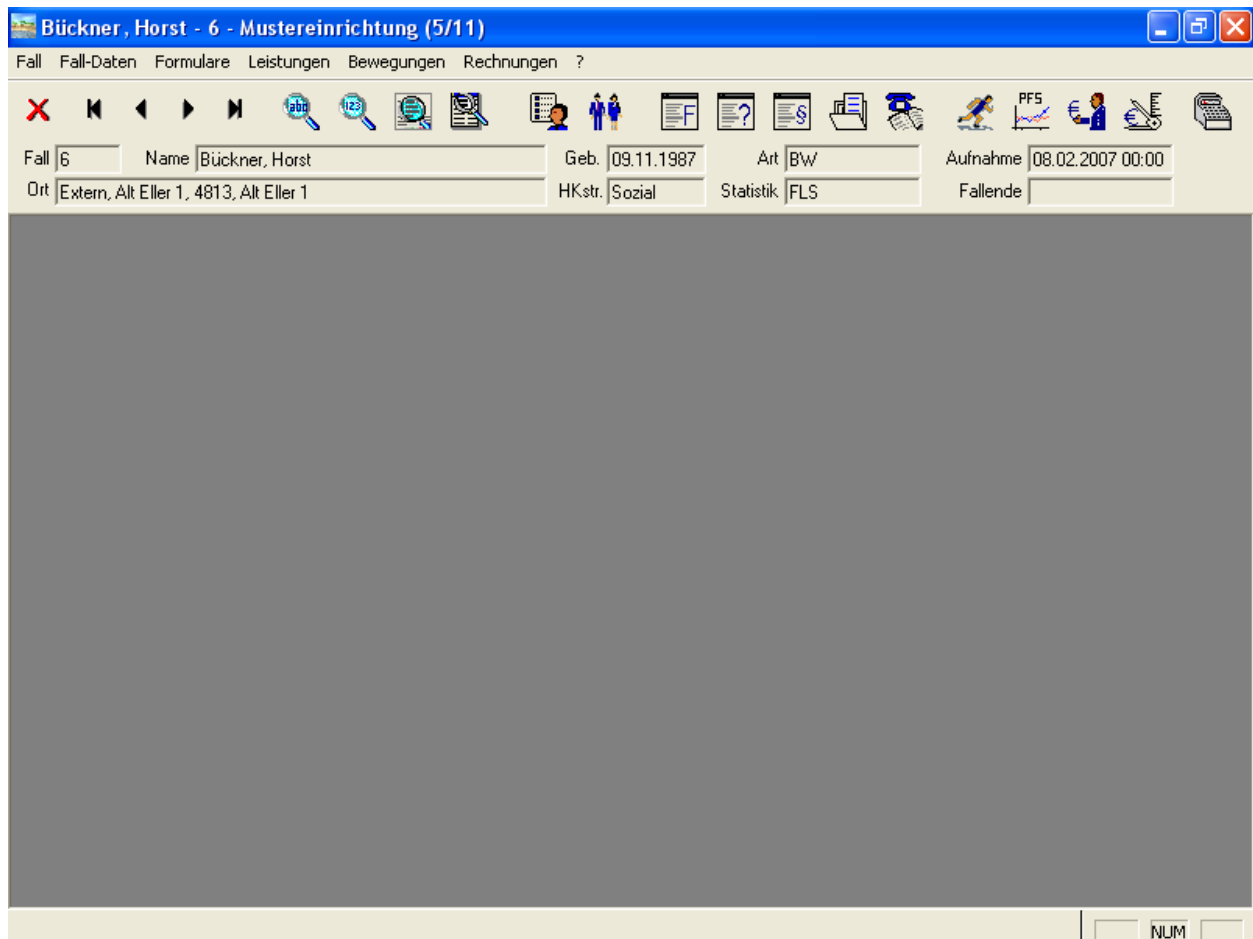 Bückner, Horst - 6 - Mustereinrichtung (5/11)
Fall Fall-Daten Formulare Leistungen Bewegungen Rechnungen ?
abd 123 F ? § PFS € €
Fall 6 Name Bückner, Horst Geb. 09.11.1987 Art BW Aufnahme 08.02.2007 00:00
Ort Extern, Alt Eller 1, 4813, Alt Eller 1 HKstr. Sozial Statistik FLS Fallende
NUM